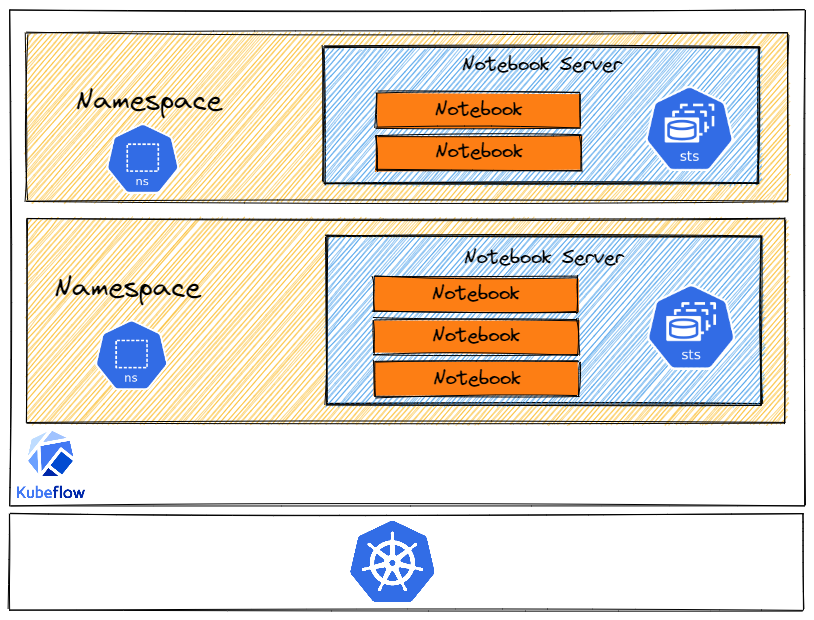 Notebook Server
Namespace
Notebook
Notebook
ns
sts
Notebook Server
Namespace
Notebook
Notebook
Notebook
ns
sts
Kubeflow